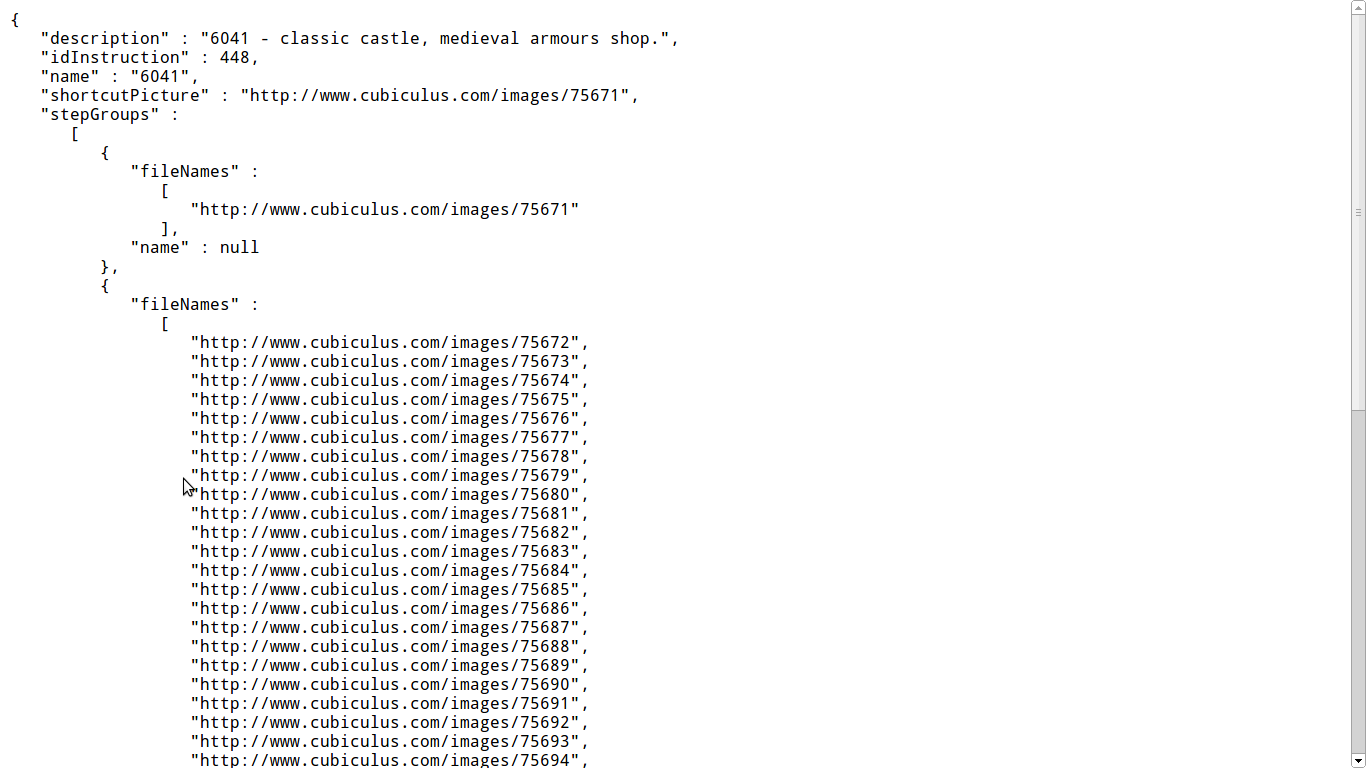 {
   "description" : "6041 - classic castle, medieval armours shop.",
   "idInstruction" : 448,
   "name" : "6041",
   "shortcutPicture" : "http://www.cubiculus.com/images/75671",
   "stepGroups" :
      [
         {
            "fileNames" :
               [
                  "http://www.cubiculus.com/images/75671"
               ],
            "name" : null
         },
         {
            "fileNames" :
               [
                  "http://www.cubiculus.com/images/75672",
                  "http://www.cubiculus.com/images/75673",
                  "http://www.cubiculus.com/images/75674",
                  "http://www.cubiculus.com/images/75675",
                  "http://www.cubiculus.com/images/75676",
                  "http://www.cubiculus.com/images/75677",
                  "http://www.cubiculus.com/images/75678",
                  "http://www.cubiculus.com/images/75679",
                  "http://www.cubiculus.com/images/75680",
                  "http://www.cubiculus.com/images/75681",
                  "http://www.cubiculus.com/images/75682",
                  "http://www.cubiculus.com/images/75683",
                  "http://www.cubiculus.com/images/75684",
                  "http://www.cubiculus.com/images/75685",
                  "http://www.cubiculus.com/images/75686",
                  "http://www.cubiculus.com/images/75687",
                  "http://www.cubiculus.com/images/75688",
                  "http://www.cubiculus.com/images/75689",
                  "http://www.cubiculus.com/images/75690",
                  "http://www.cubiculus.com/images/75691",
                  "http://www.cubiculus.com/images/75692",
                  "http://www.cubiculus.com/images/75693",
                  "http://www.cubiculus.com/images/75694",